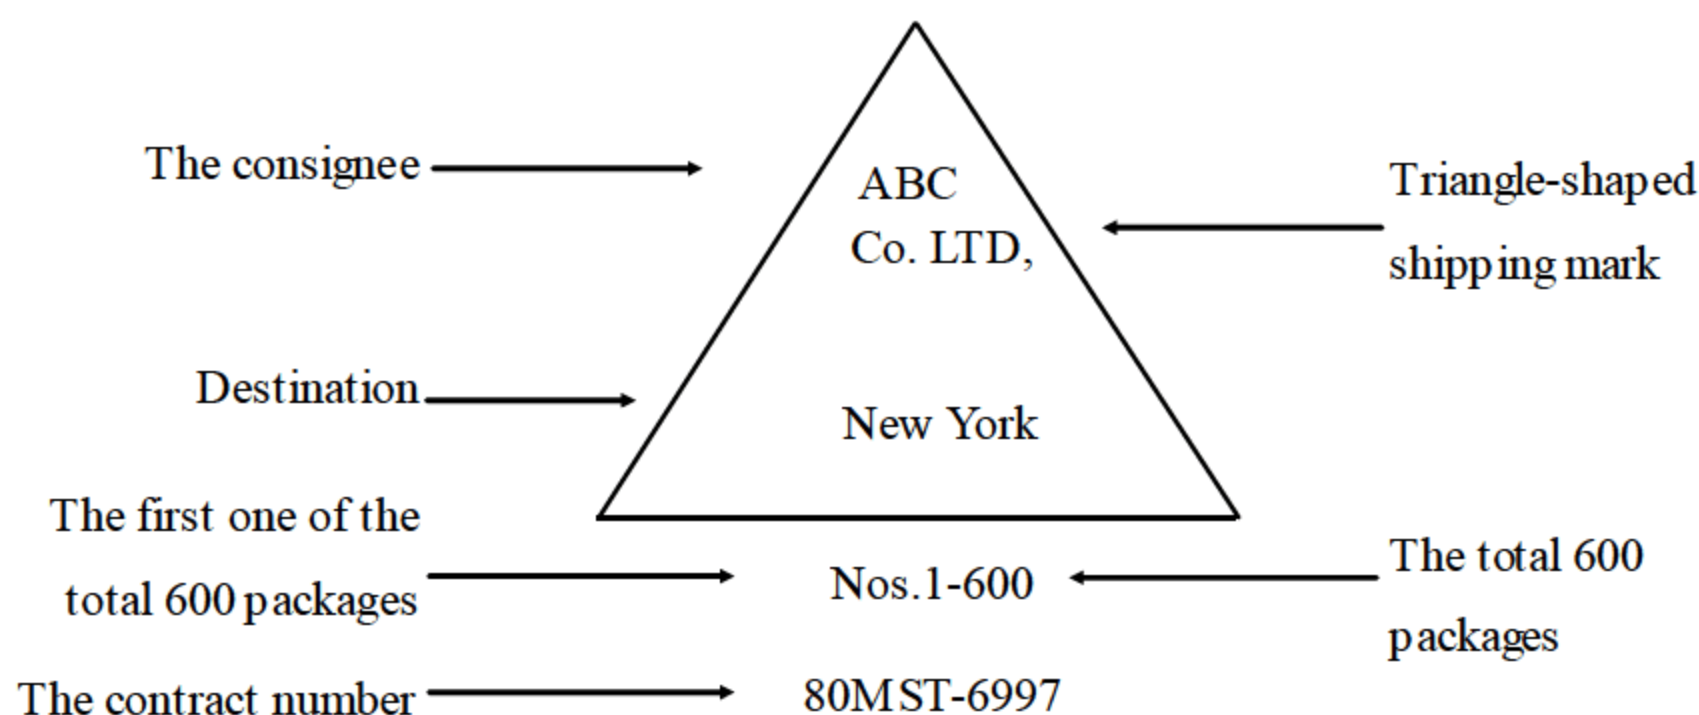 The consignee
ABC
Co. LTD,
Triangle-shaped
shipping mark
Destination
New York
The first one of the
total 600 packages
Nos.1-600
The total 600
packages
The contract number
80MST-6997